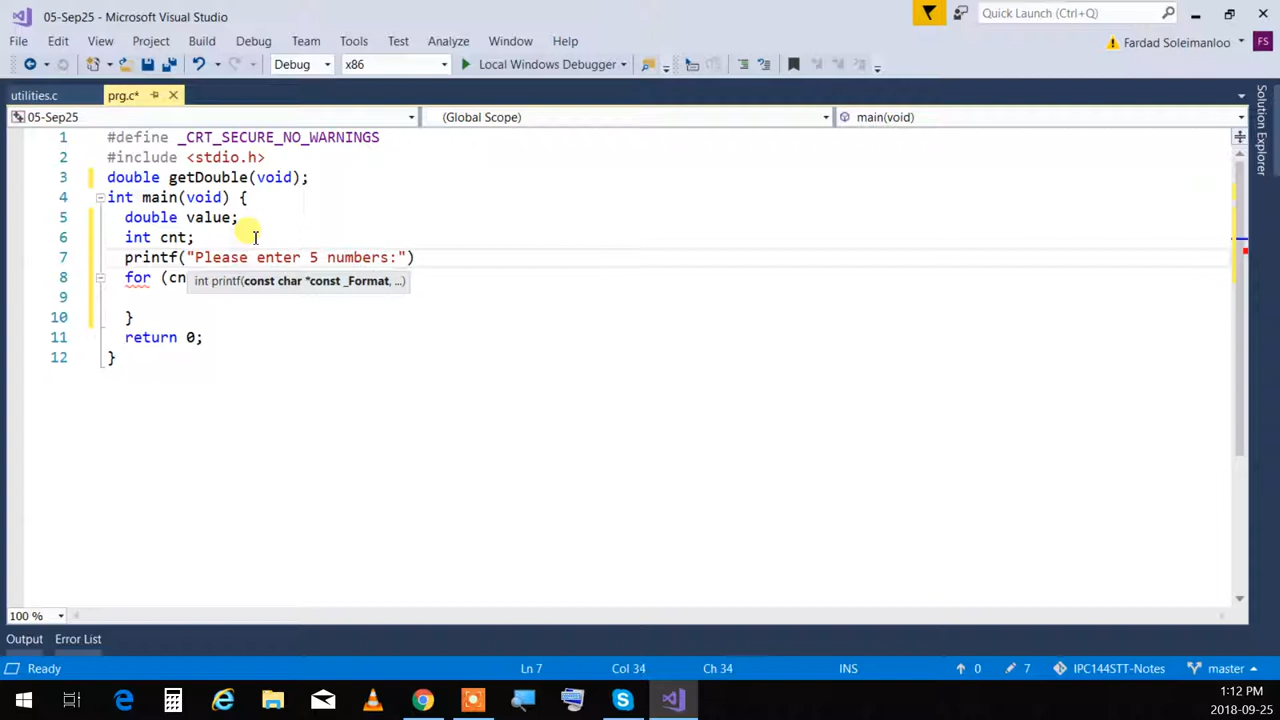 05-Sep25 - Microsoft Visual Studio
Quick Launch (Ctrl+Q)
File Edit View Project Build Debug Team Tools Test Analyze Window Help
Fardad Soleimanloo FS
Debug x86 Local Windows Debugger
utilities.c prg.c*
05-Sep25 (Global Scope) main(void)
Solution Explorer
1 #define _CRT_SECURE_NO_WARNINGS
2 #include <stdio.h>
3 double getDouble(void);
4 int main(void) {
5 double value;
6 int cnt;
7 printf("Please enter 5 numbers:")
8 for (cn
int printf(const char *const _Format, ...)
9
10 }
11 return 0;
12 }
100 %
Output Error List
Ready Ln 7 Col 34 Ch 34 INS 0 7 IPC144STT-Notes master
1:12 PM
2018-09-25